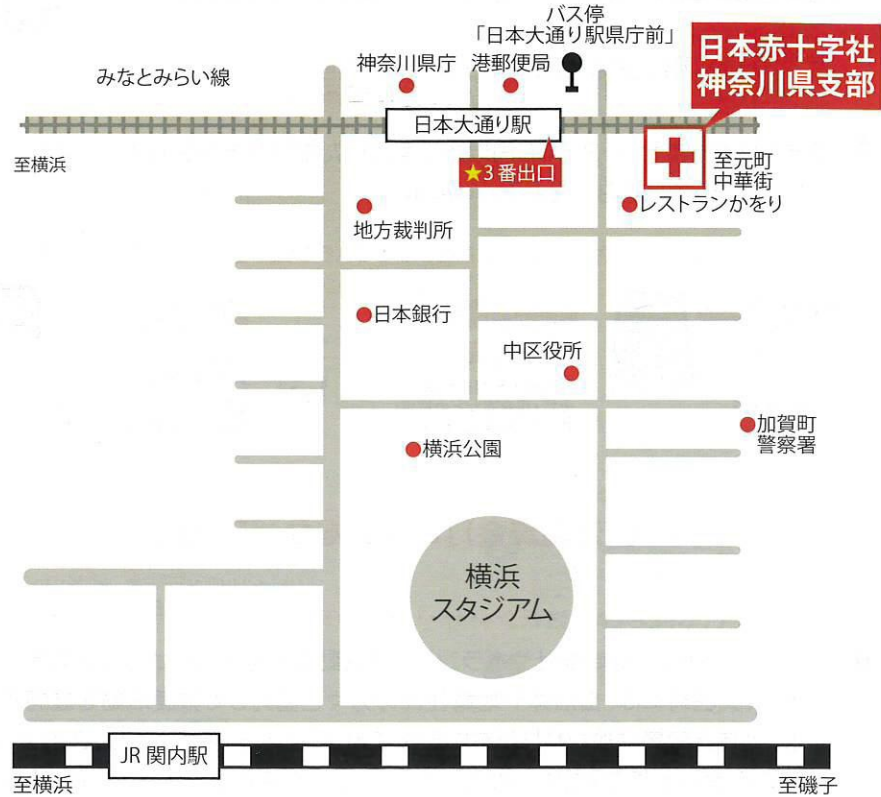 バス停
「日本大通り駅県庁前」
日本赤十字社
神奈川県支部
神奈川県庁
港郵便局
みなとみらい線
日本大通り駅
至横浜
★3番出口
至元町
中華街
レストランかをり
地方裁判所
日本銀行
中区役所
加賀町
警察署
横浜公園
横浜
スタジアム
JR 関内駅
至横浜
至磯子